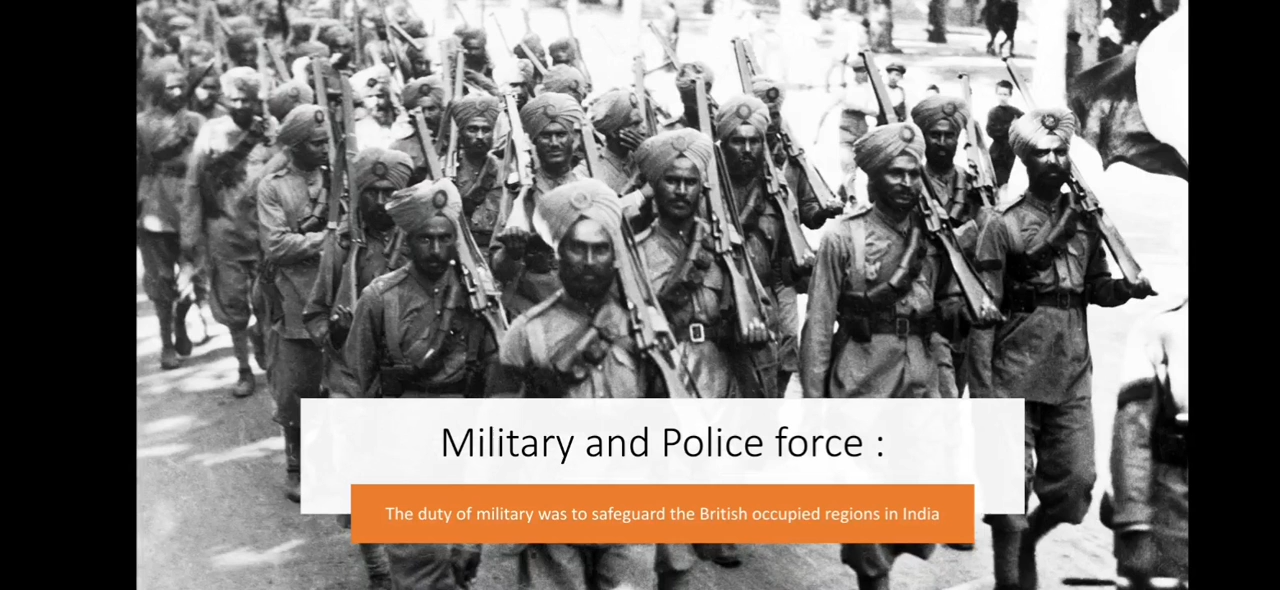 Military and Police force :
The duty of military was to safeguard the British occupied regions in India